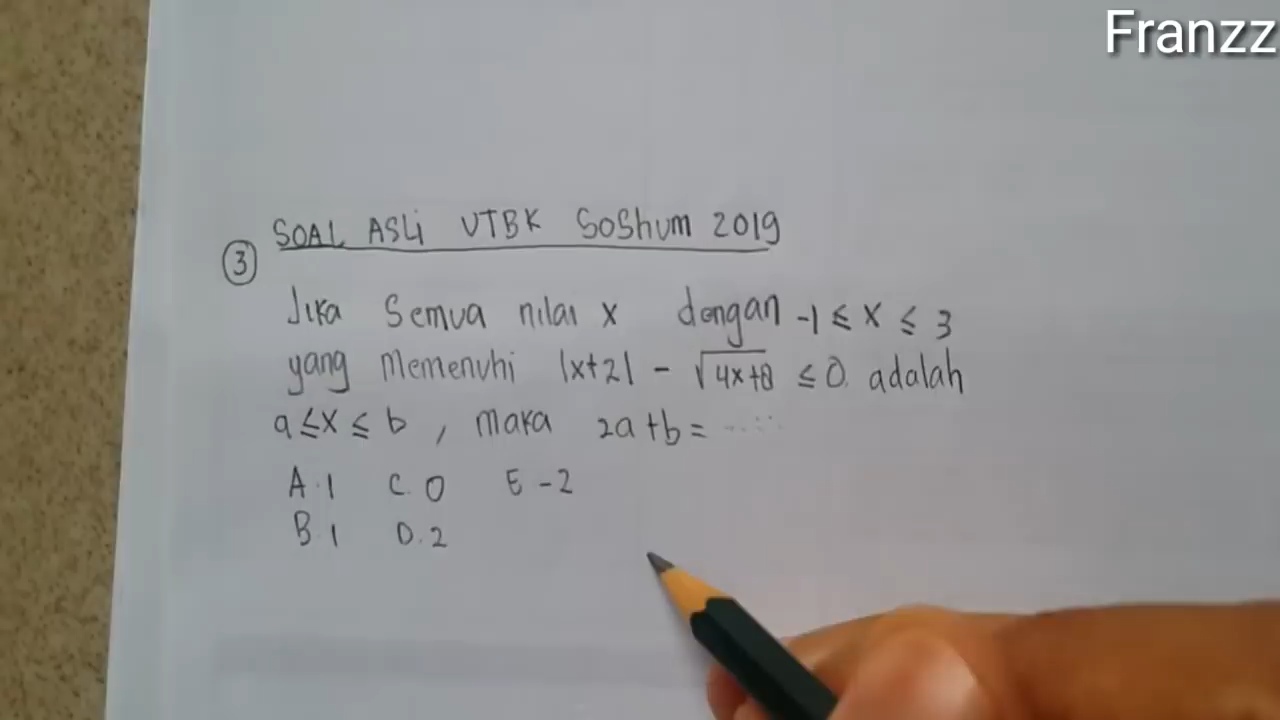 Franzz
SOAL ASLi UTBK SoShum 2019
③
Jika Semua nilai x dengan -1 ≤ x ≤ 3
yang memenuhi |x+2| - √4x+8 ≤ 0. adalah
a ≤ x ≤ b , maka 2a+b = ......
A. 1 C. 0 E -2
B. 1 D. 2